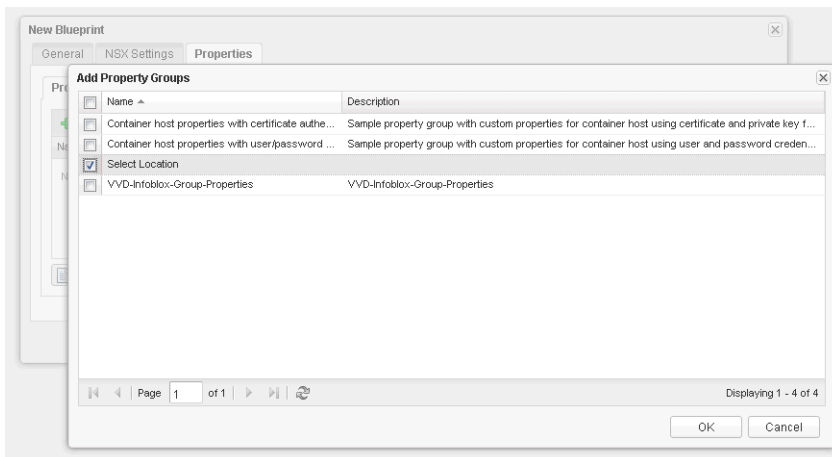 New Blueprint
General NSX Settings Properties
Add Property Groups
Name Description
Container host properties with certificate authe... Sample property group with custom properties for container host using certificate and private key f...
Container host properties with user/password ... Sample property group with custom properties for container host using user and password creden...
Select Location
VVD-Infoblox-Group-Properties VVD-Infoblox-Group-Properties
Page 1 of 1 Displaying 1 - 4 of 4
OK Cancel